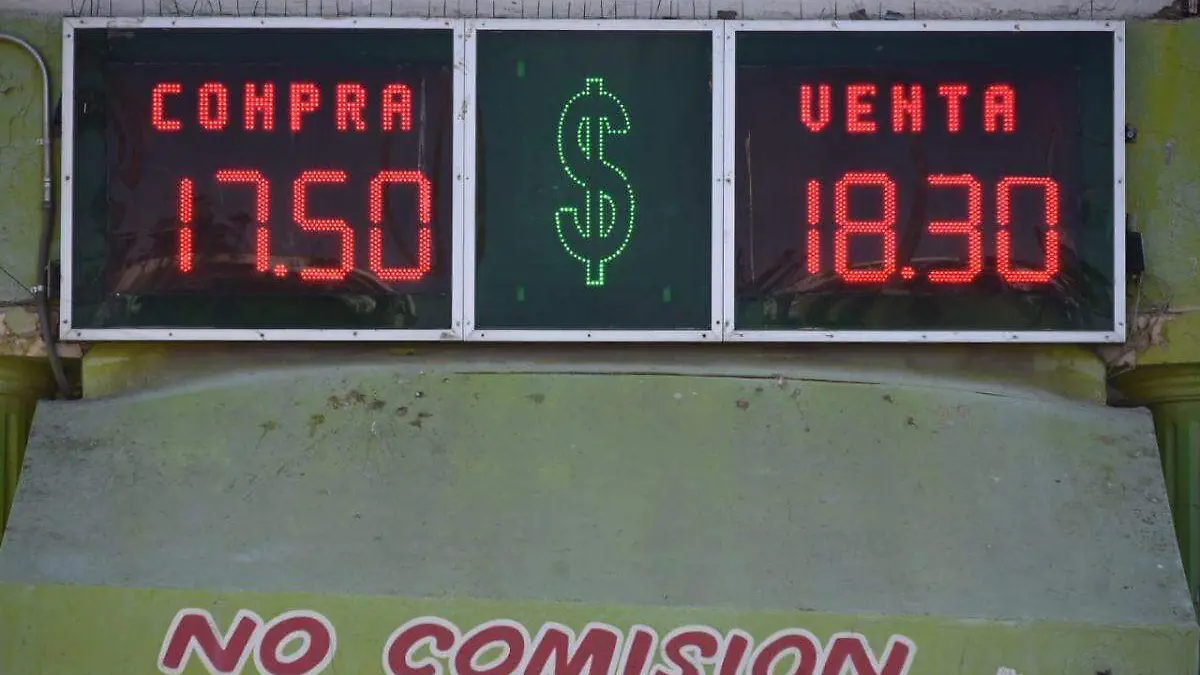 COMPRA
17.50
$
VENTA
18.30
NO COMISION